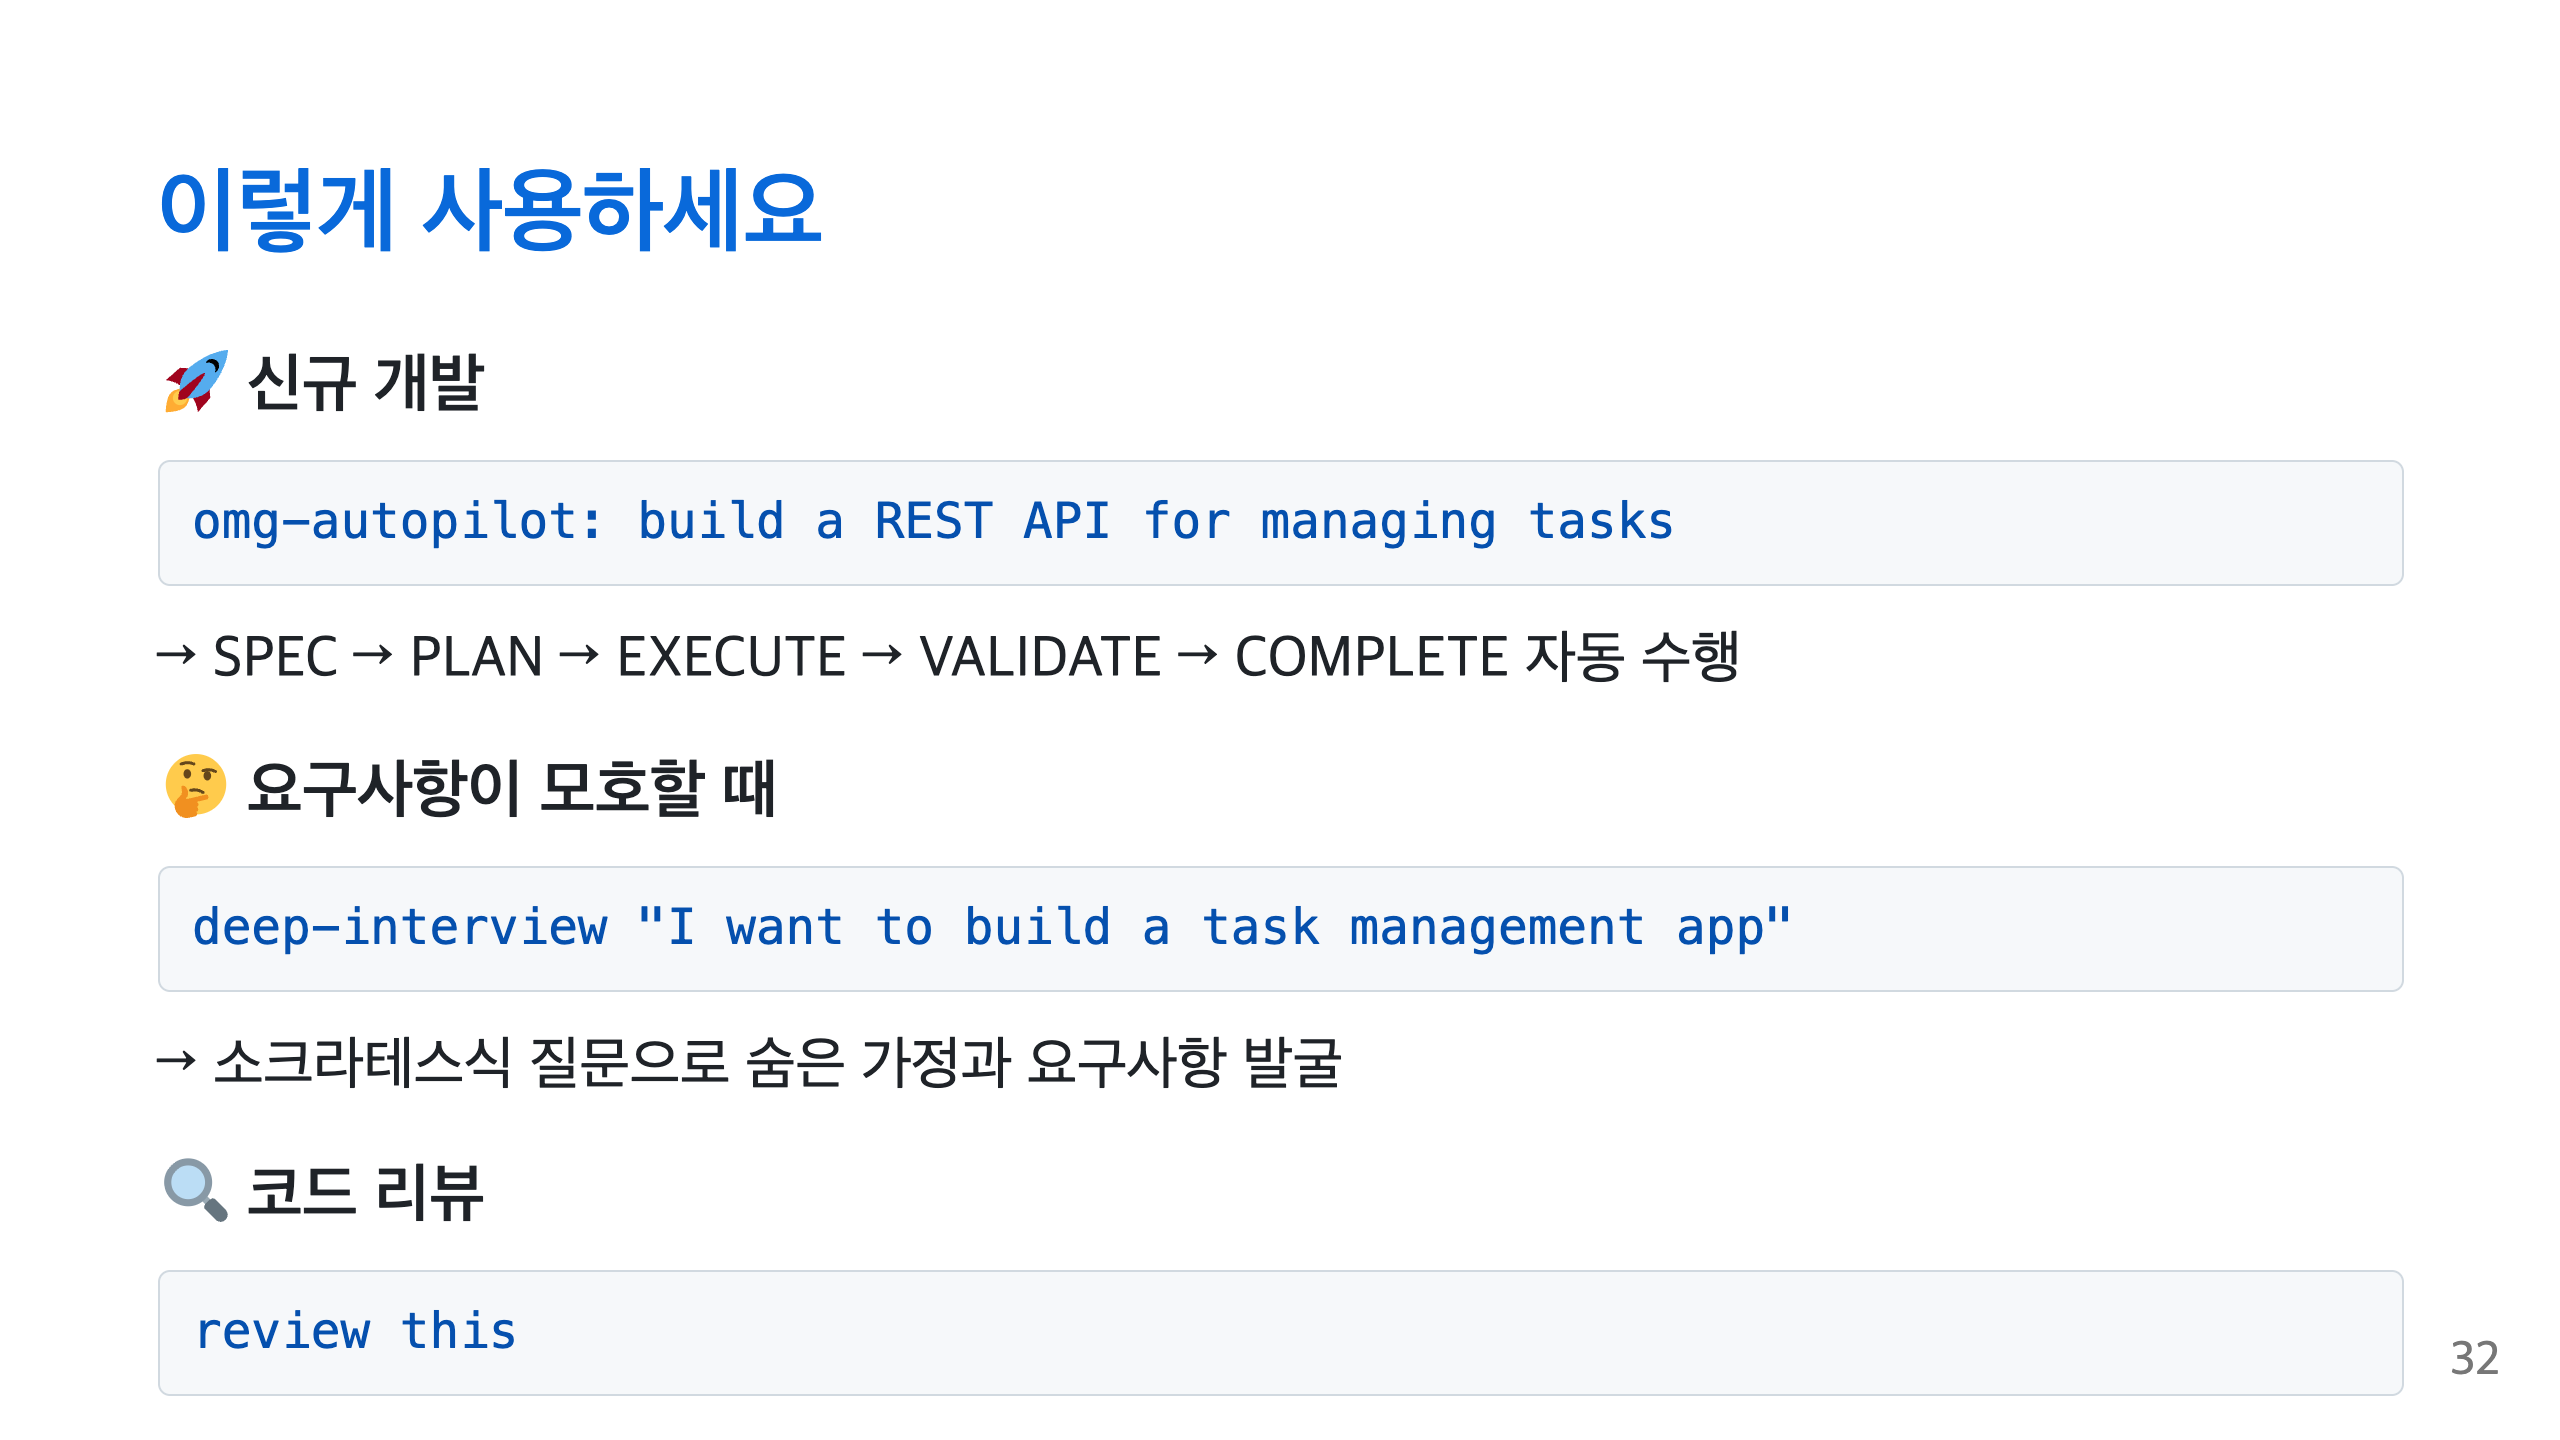 이렇게 사용하세요
🚀 신규 개발
omg-autopilot: build a REST API for managing tasks
→ SPEC → PLAN → EXECUTE → VALIDATE → COMPLETE 자동 수행
🤔 요구사항이 모호할 때
deep-interview "I want to build a task management app"
→ 소크라테스식 질문으로 숨은 가정과 요구사항 발굴
🔍 코드 리뷰
review this
32